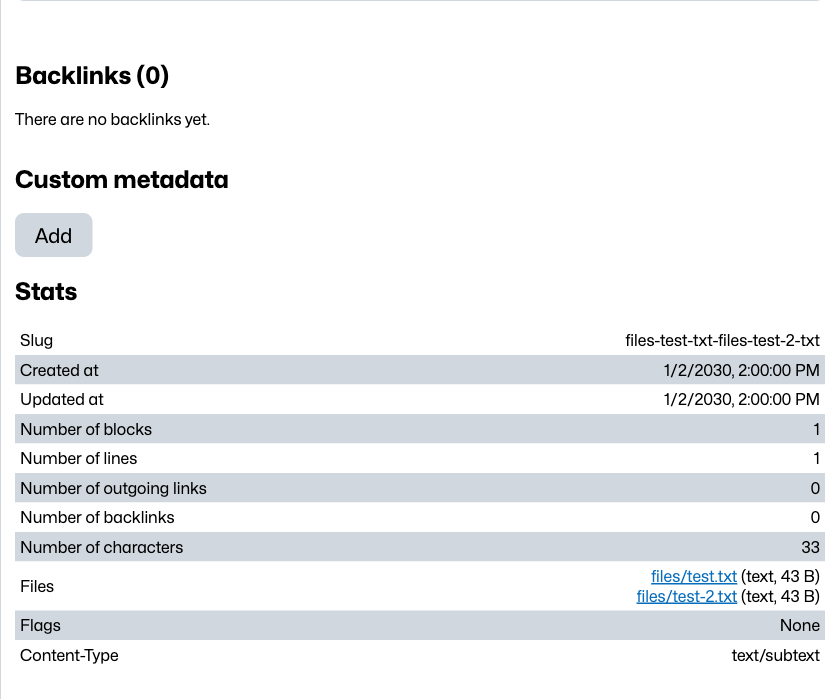 Backlinks (0)
There are no backlinks yet.
Custom metadata
Add
Stats
Slug files-test-txt-files-test-2-txt
Created at 1/2/2030, 2:00:00 PM
Updated at 1/2/2030, 2:00:00 PM
Number of blocks 1
Number of lines 1
Number of outgoing links 0
Number of backlinks 0
Number of characters 33
Files files/test.txt (text, 43 B)
files/test-2.txt (text, 43 B)
Flags None
Content-Type text/subtext